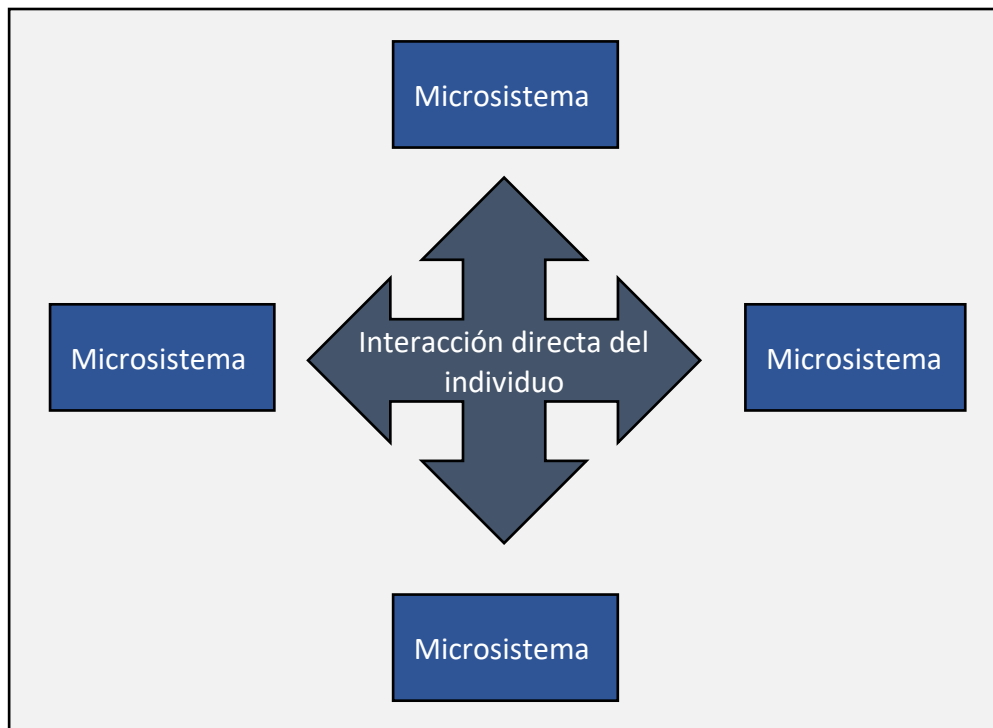 Microsistema
Microsistema
Interacción directa del
individuo
Microsistema
Microsistema